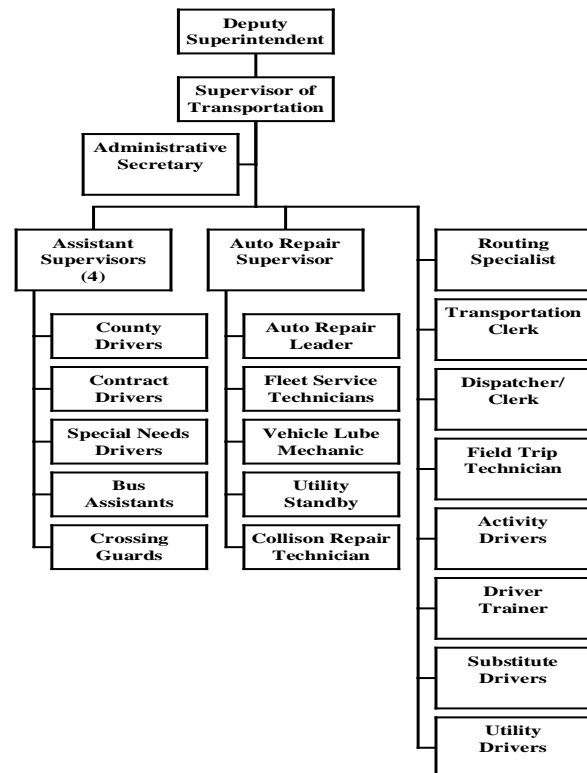 Deputy
Superintendent
Supervisor of
Transportation
Administrative
Secretary
Assistant
Supervisors
(4)
County
Drivers
Contract
Drivers
Special Needs
Drivers
Bus
Assistants
Crossing
Guards
Auto Repair
Supervisor
Auto Repair
Leader
Fleet Service
Technicians
Vehicle Lube
Mechanic
Utility
Standby
Collison Repair
Technician
Routing
Specialist
Transportation
Clerk
Dispatcher/
Clerk
Field Trip
Technician
Activity
Drivers
Driver
Trainer
Substitute
Drivers
Utility
Drivers